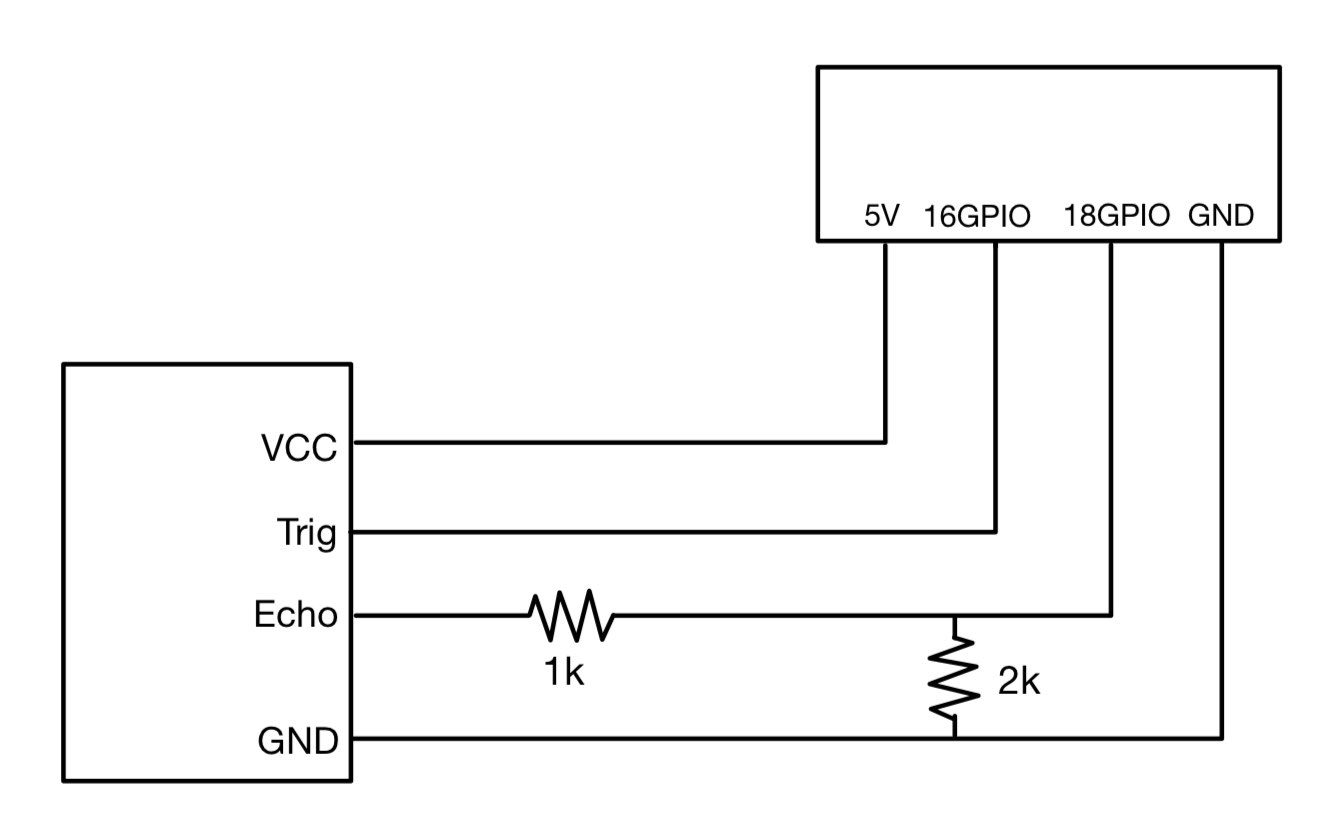 5V 16GPIO 18GPIO GND
VCC
Trig
Echo
1k
2k
GND